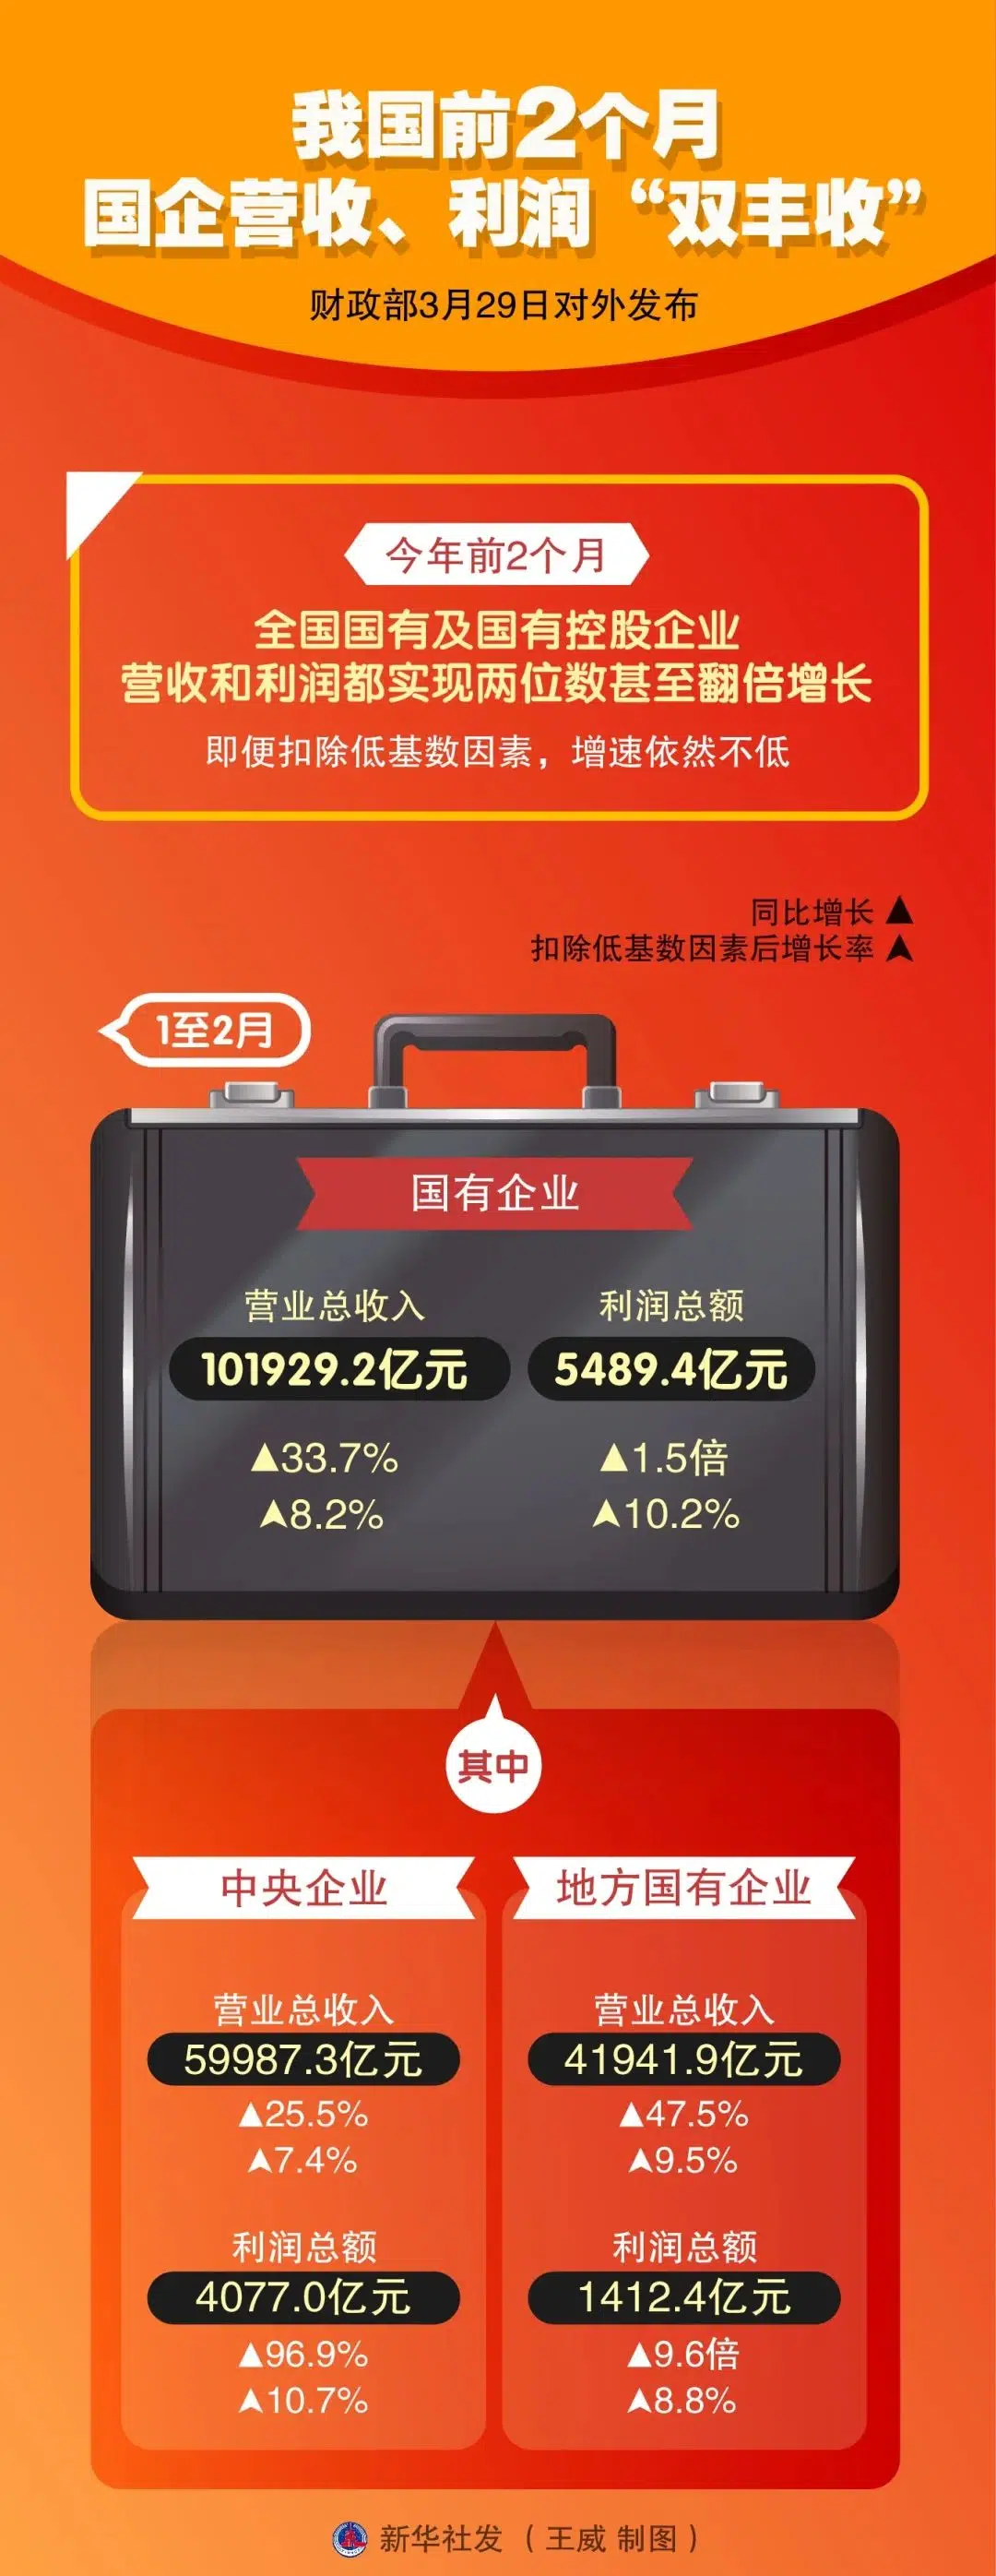 我国前2个月
国企营收、利润“双丰收”
财政部3月29日对外发布
今年前2个月
全国国有及国有控股企业
营收和利润都实现两位数甚至翻倍增长
即便扣除低基数因素，增速依然不低
同比增长▲
扣除低基数因素后增长率▲
1至2月
国有企业
营业总收入
101929.2亿元
▲33.7%
▲8.2%
利润总额
5489.4亿元
▲1.5倍
▲10.2%
其中
中央企业
营业总收入
59987.3亿元
▲25.5%
▲7.4%
利润总额
4077.0亿元
▲96.9%
▲10.7%
地方国有企业
营业总收入
41941.9亿元
▲47.5%
▲9.5%
利润总额
1412.4亿元
▲9.6倍
▲8.8%
新华社发（王威 制图）